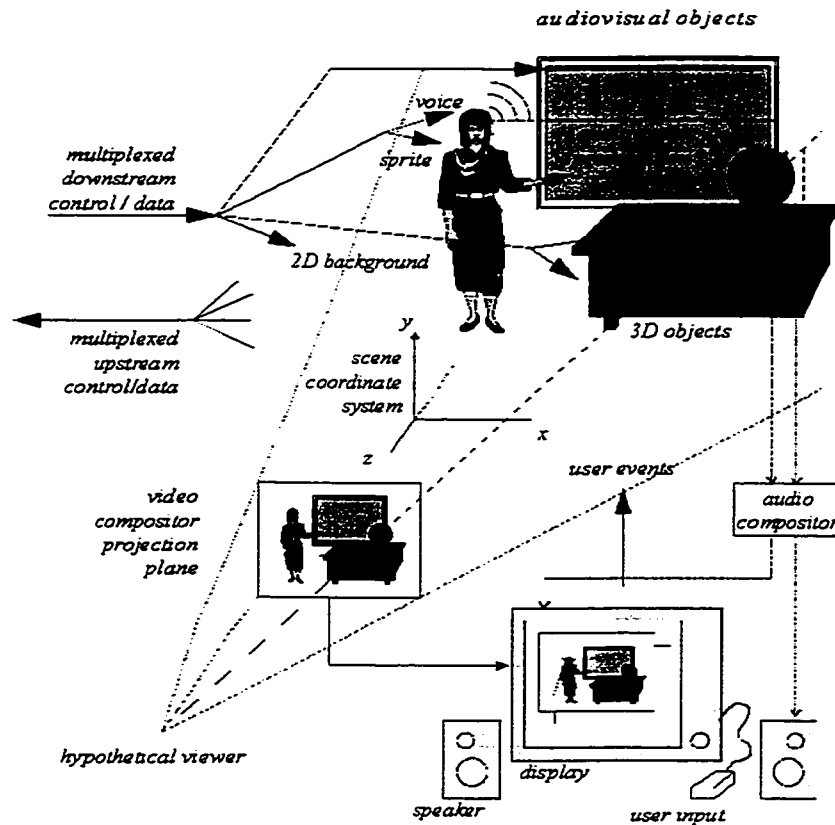 audiovisual objects
voice
sprite
multiplexed
downstream
control / data
2D background
3D objects
multiplexed
upstream
control/data
y
scene
coordinate
system
x
z
user events
video
compositor
projection
plane
audio
compositor
hypothetical viewer
display
speaker
user input